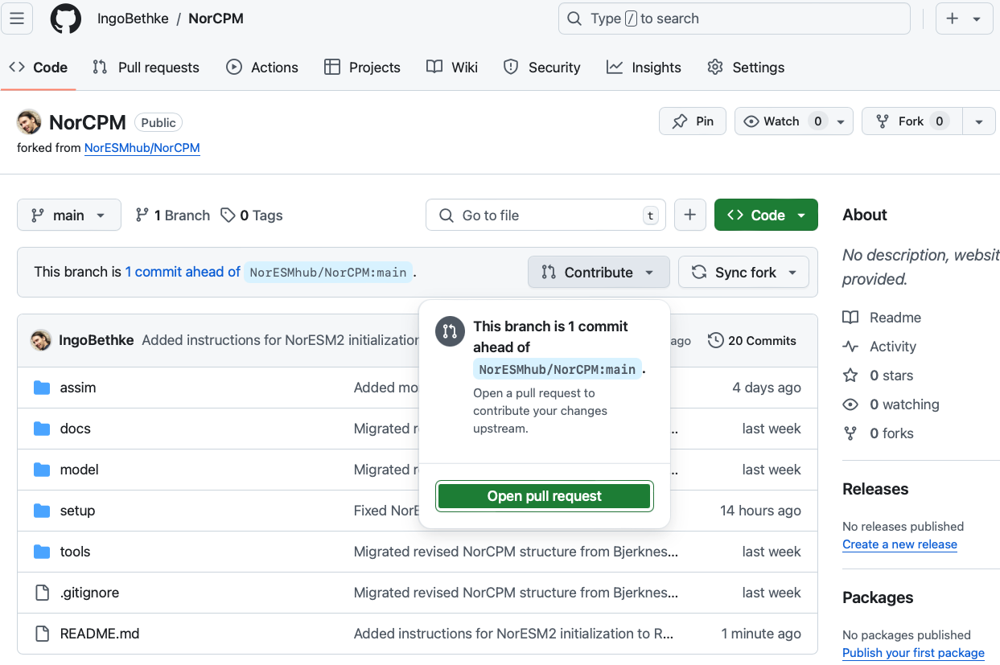 IngoBethke / NorCPM
Type / to search
Code
Pull requests
Actions
Projects
Wiki
Security
Insights
Settings
NorCPM Public
Pin
Watch 0
Fork 0
forked from NorESMhub/NorCPM
main
1 Branch
0 Tags
Go to file t
Code
This branch is 1 commit ahead of NorESMhub/NorCPM:main .
Contribute
Sync fork
This branch is 1 commit
ahead of
NorESMhub/NorCPM:main .
Open a pull request to
contribute your changes
upstream.
Open pull request
IngoBethke Added instructions for NorESM2 initialization ago 20 Commits
assim Added mo 4 days ago
docs Migrated r .. last week
model Migrated r .. last week
setup Fixed NorE 14 hours ago
tools Migrated revised NorCPM structure from Bjerknes... last week
.gitignore Migrated revised NorCPM structure from Bjerknes... last week
README.md Added instructions for NorESM2 initialization to R... 1 minute ago
About
No description, websit
provided.
Readme
Activity
0 stars
0 watching
0 forks
Releases
No releases published
Create a new release
Packages
No packages published
Publish your first package